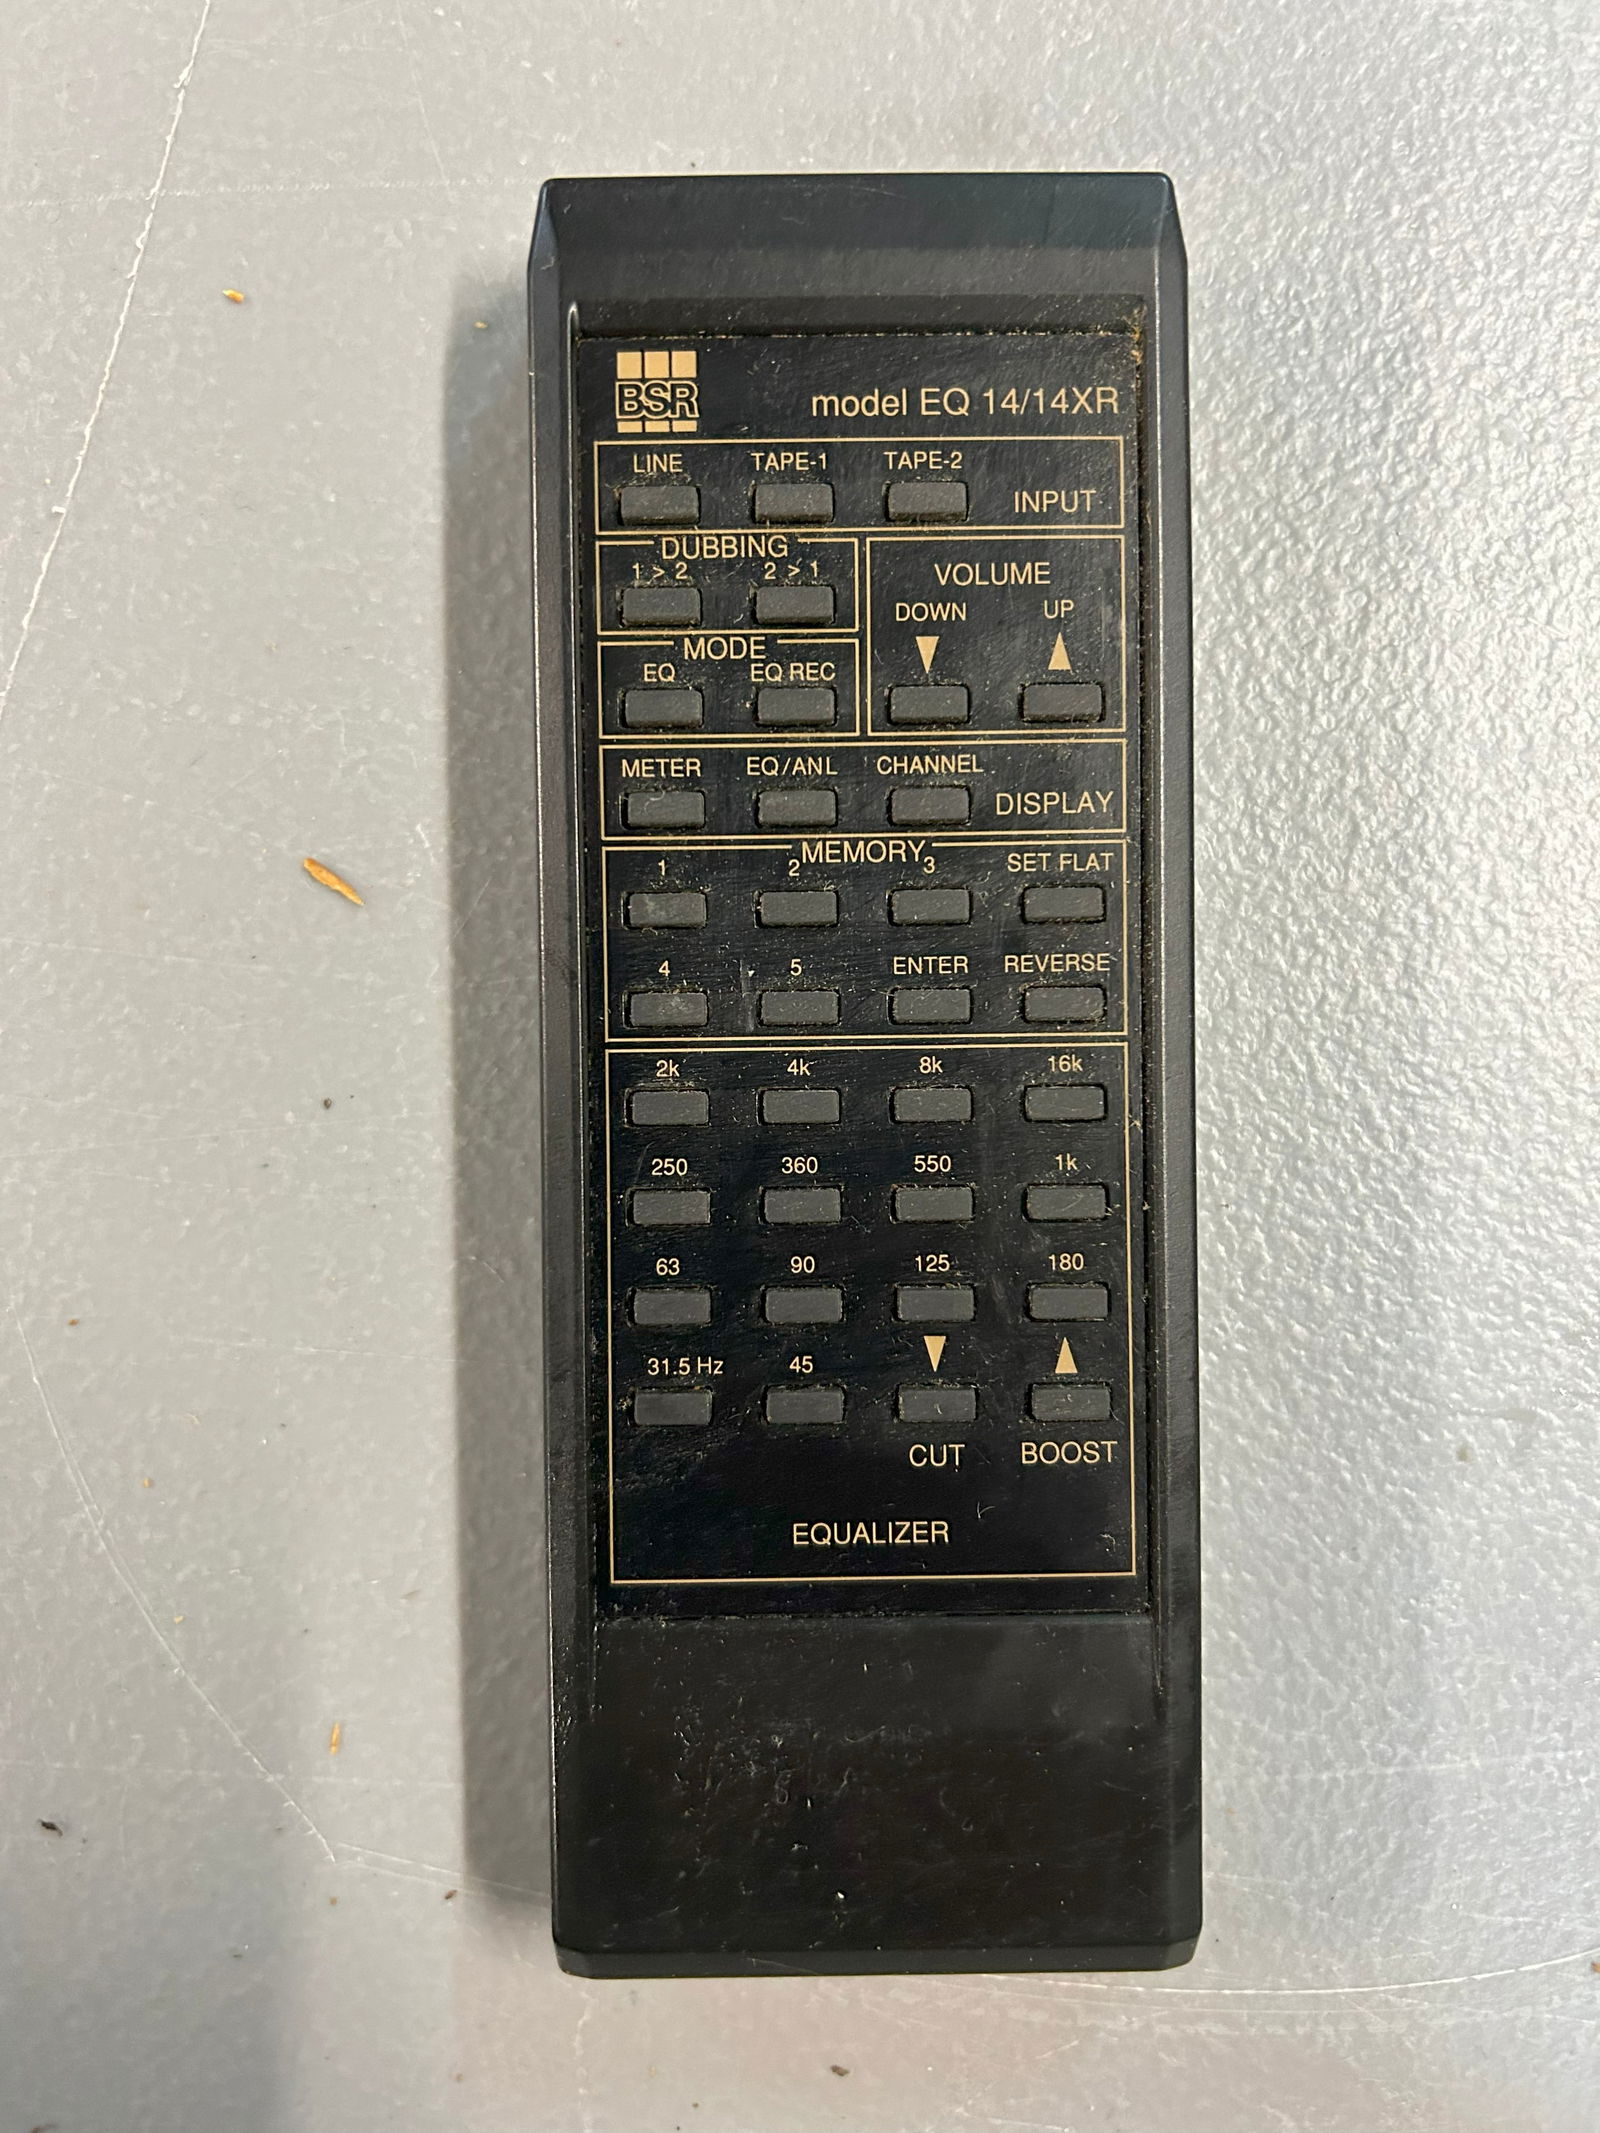 BSR
model EQ 14/14XR
LINE TAPE-1 TAPE-2
INPUT
DUBBING
1 > 2 2 > 1
VOLUME
DOWN UP
MODE
EQ EQ REC
METER EQ/ANL CHANNEL
DISPLAY
MEMORY
1 2 3 SET FLAT
4 5 ENTER REVERSE
2k 4k 8k 16k
250 360 550 1k
63 90 125 180
31.5 Hz 45
CUT BOOST
EQUALIZER